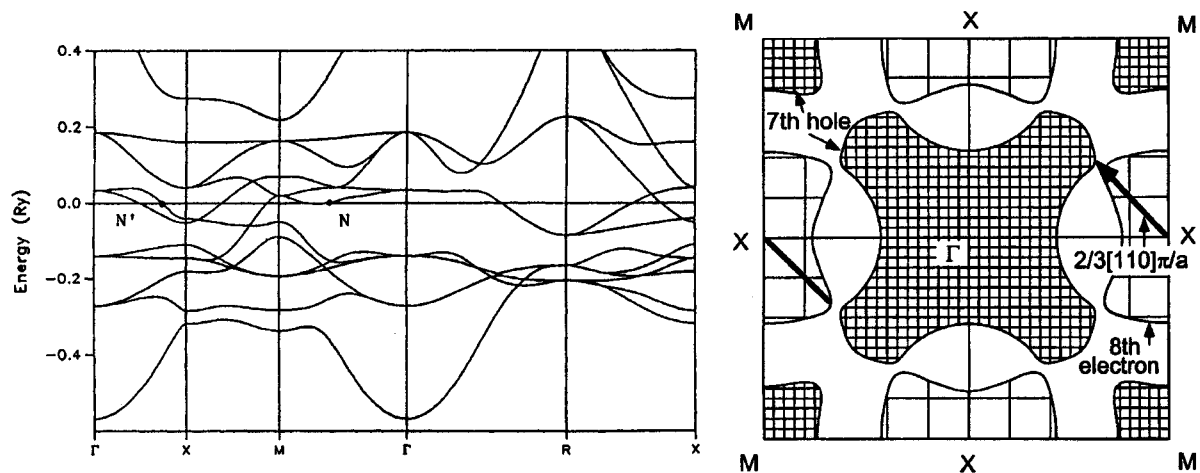 0.4
0.2
0.0
−0.2
−0.4
Energy (Ry)
N'
N
Γ
X
M
Γ
R
X
M
X
M
7th hole
X
Γ
X
2/3[110]π/a
8th
electron
M
X
M